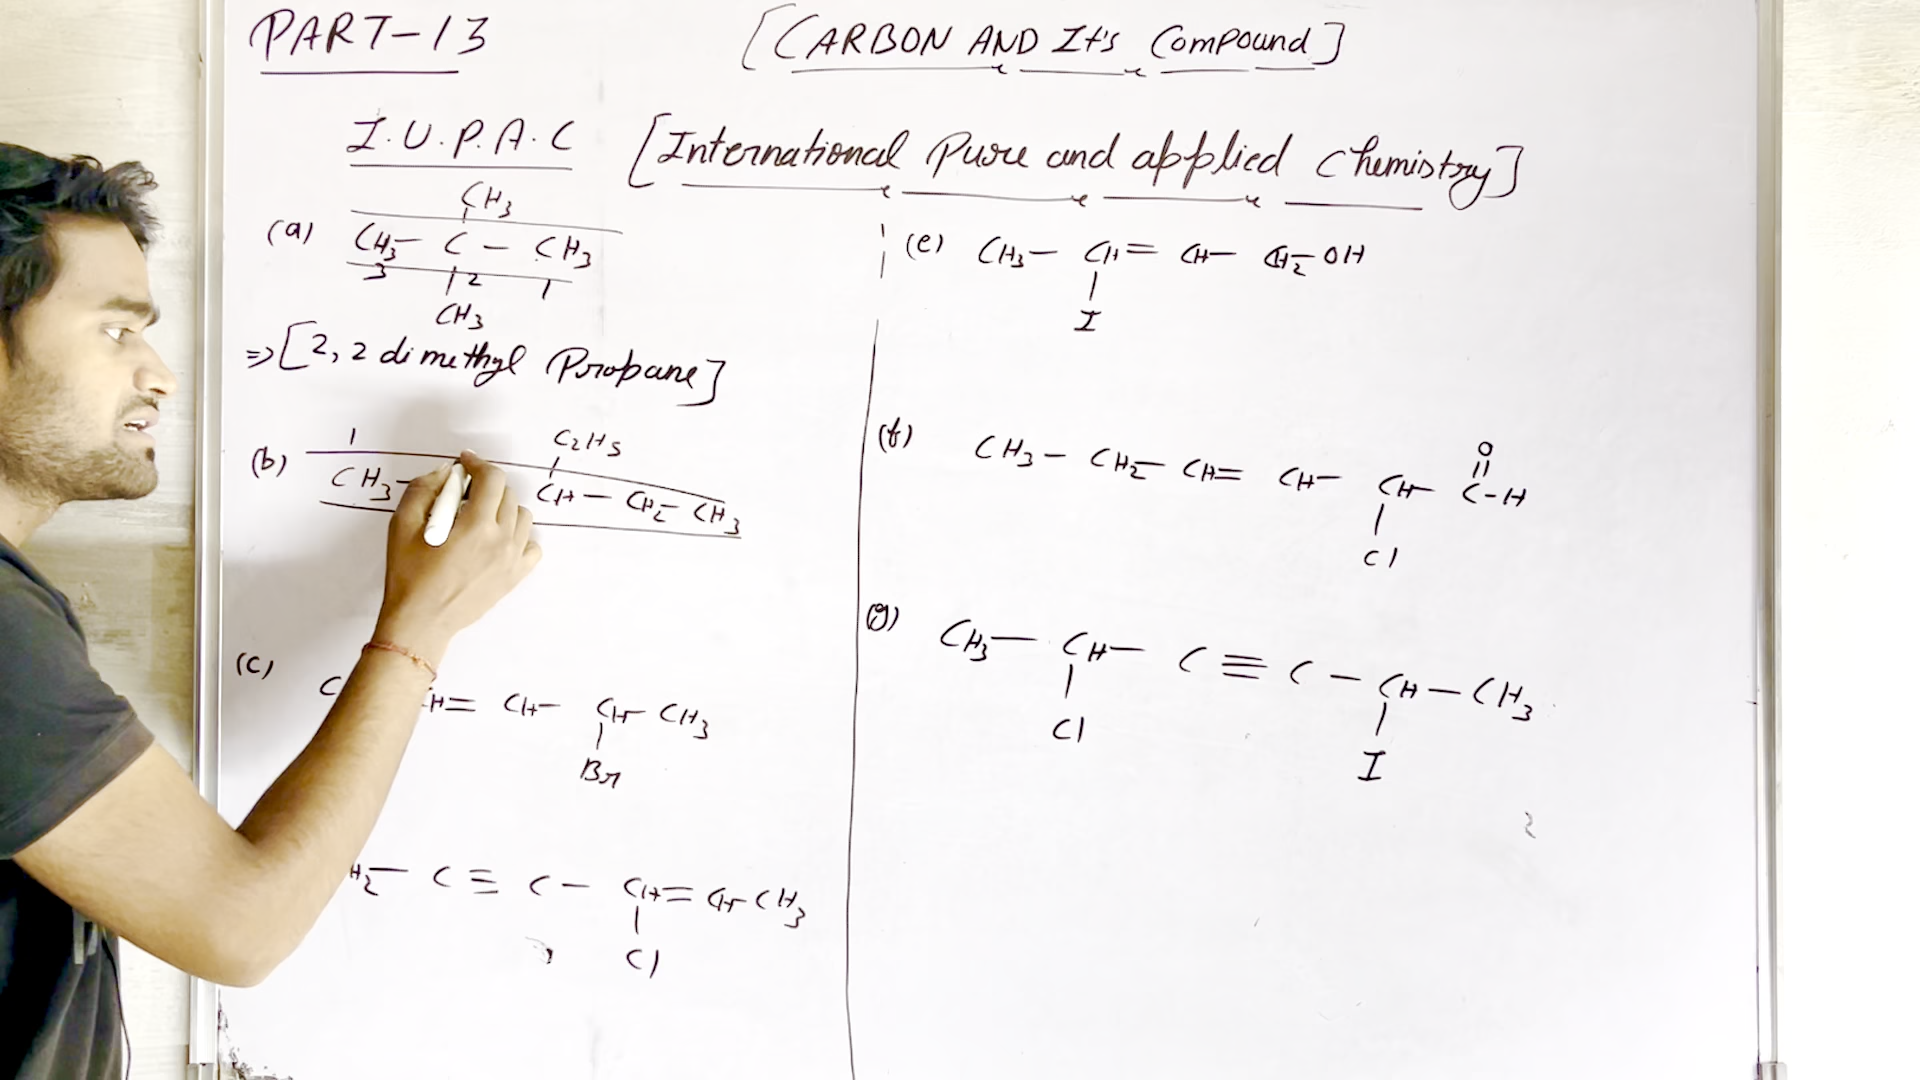 PART-13
[CARBON AND It's Compound]
I.U.P.A.C [International Pure and applied Chemistry]
(a)
CH3
CH3- C - CH3
3 2 1
CH3
⇒ [2, 2 dimethyl Propane]
(b)
1
C2H5
CH3- CH - CH2- CH3
(c)
C H= CH- CH- CH3
Br
H2- C ≡ C - CH= CH- CH3
Cl
(e) CH3- CH= CH- CH2- OH
I
(f)
O
CH3- CH2- CH= CH- CH- C-H
Cl
(g) CH3- CH- C ≡ C - CH- CH3
Cl
I